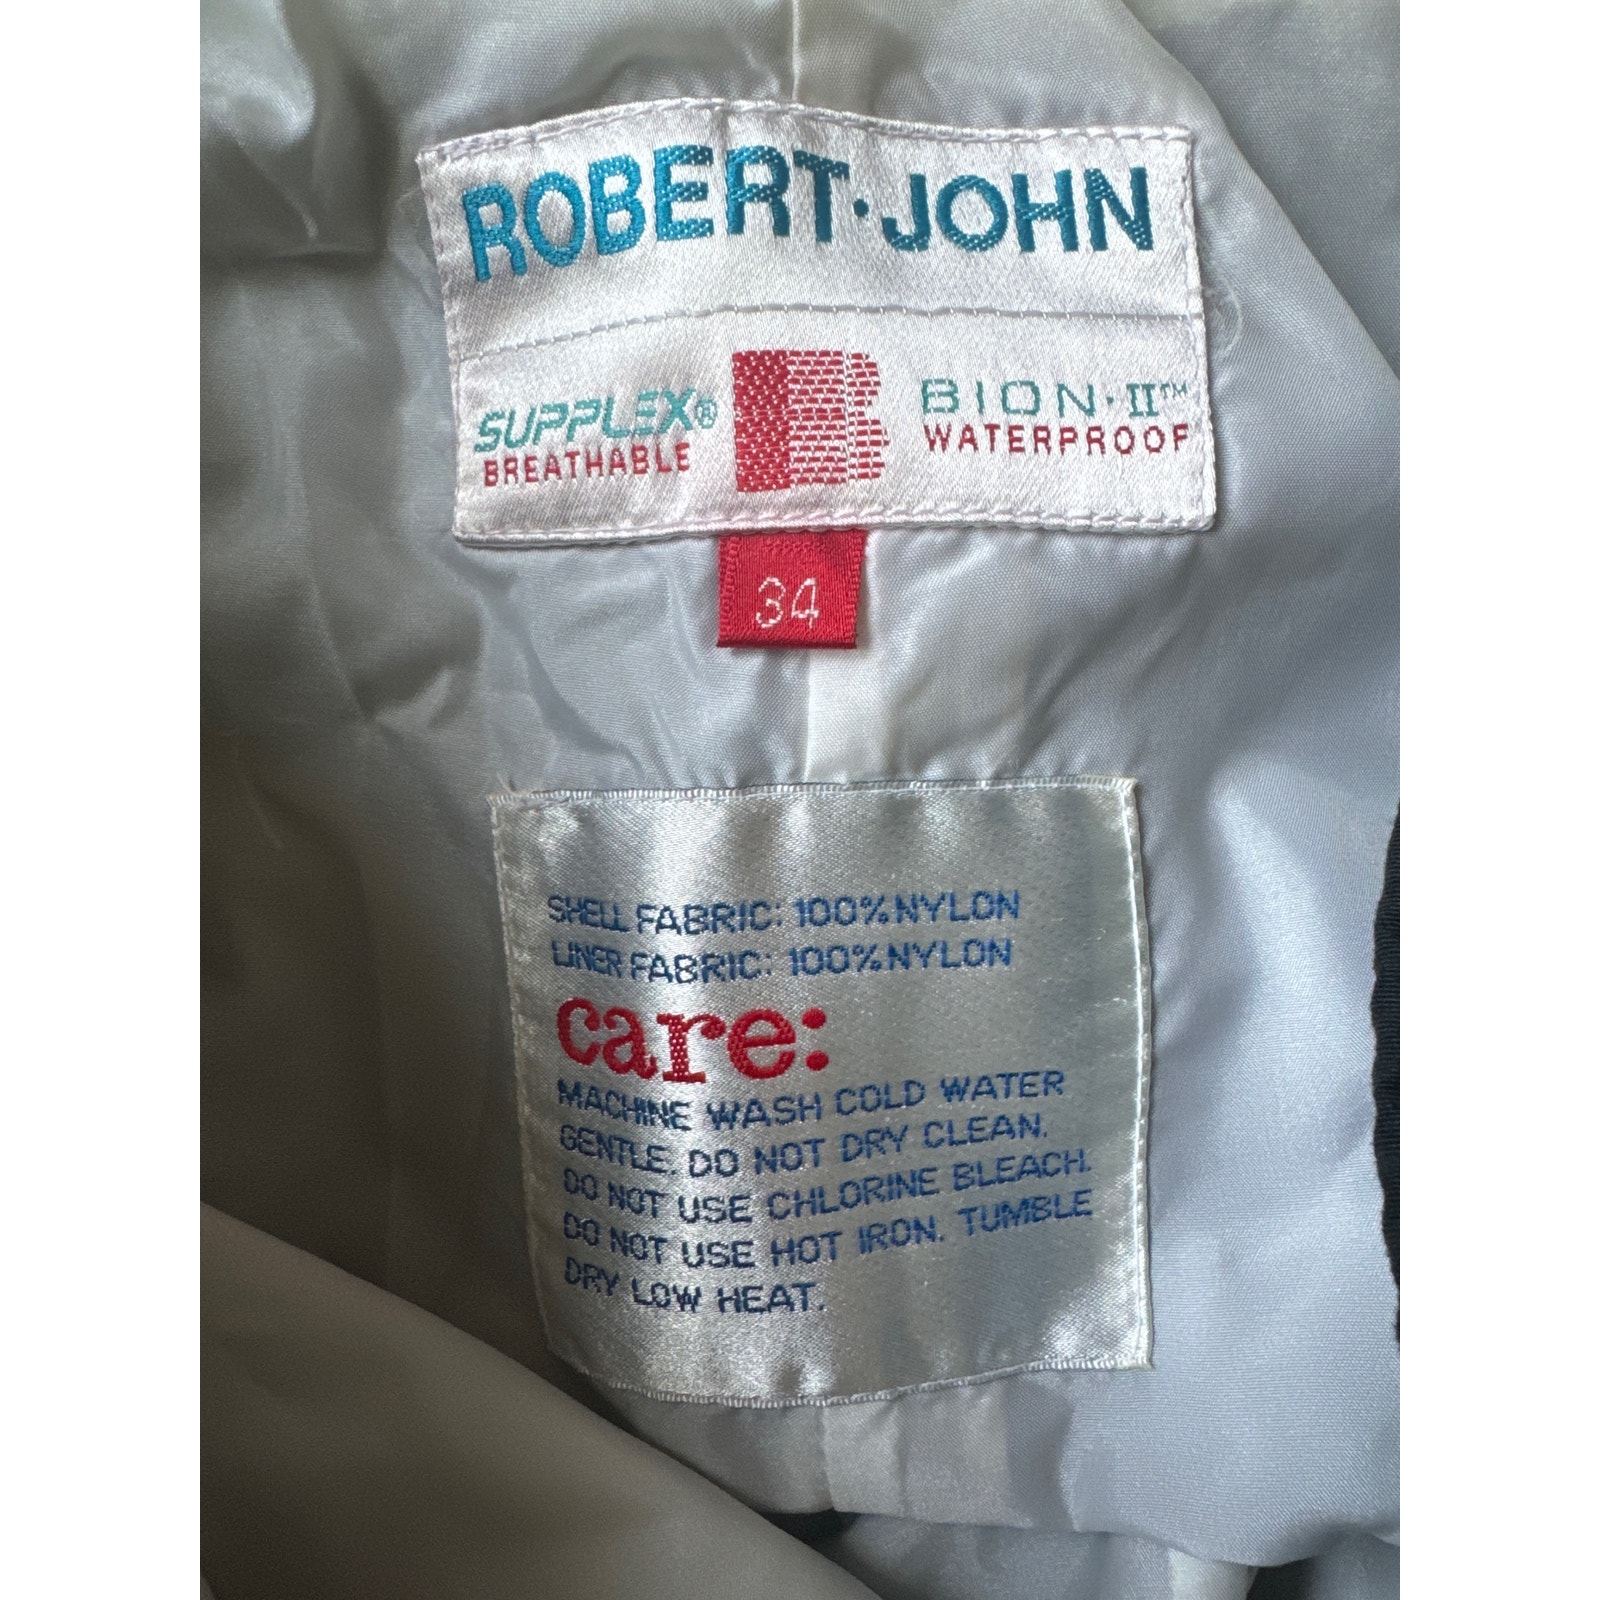 ROBERT·JOHN
SUPPLEX®
BREATHABLE
BION·II™
WATERPROOF
34
SHELL FABRIC: 100% NYLON
LINER FABRIC: 100% NYLON
care:
MACHINE WASH COLD WATER
GENTLE. DO NOT DRY CLEAN.
DO NOT USE CHLORINE BLEACH.
DO NOT USE HOT IRON. TUMBLE
DRY LOW HEAT.